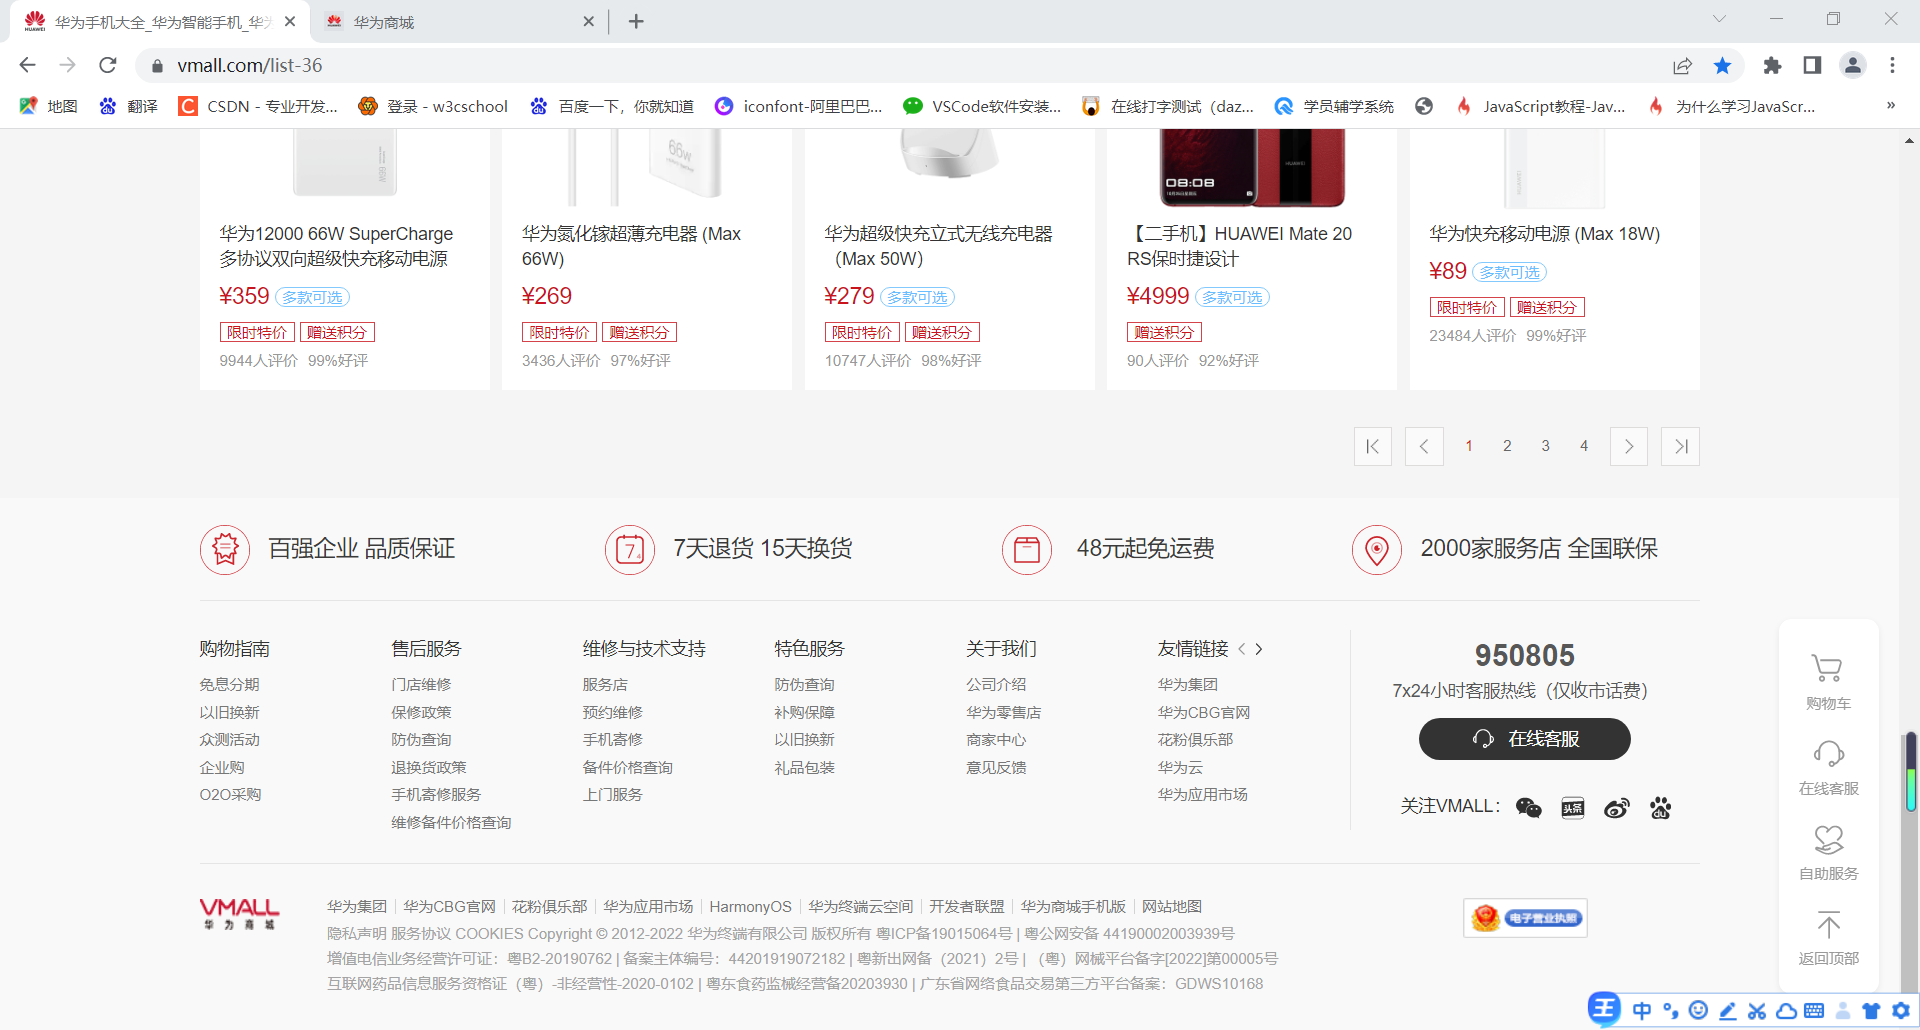 华为手机大全_华为智能手机_华为
华为商城
vmall.com/list-36
地图
翻译
CSDN - 专业开发...
登录 - w3cschool
百度一下，你就知道
iconfont-阿里巴巴...
VSCode软件安装...
在线打字测试（daz...
学员辅学系统
JavaScript教程-Jav...
为什么学习JavaScr...
66w
08:08
HUAWEI
华为12000 66W SuperCharge
多协议双向超级快充移动电源
¥359 多款可选
限时特价 赠送积分
9944人评价 99%好评
华为氮化镓超薄充电器 (Max
66W)
¥269
限时特价 赠送积分
3436人评价 97%好评
华为超级快充立式无线充电器
（Max 50W）
¥279 多款可选
限时特价 赠送积分
10747人评价 98%好评
【二手机】HUAWEI Mate 20
RS保时捷设计
¥4999 多款可选
赠送积分
90人评价 92%好评
华为快充移动电源 (Max 18W)
¥89 多款可选
限时特价 赠送积分
23484人评价 99%好评
1 2 3 4
百强企业 品质保证
7天退货 15天换货
48元起免运费
2000家服务店 全国联保
购物指南
免息分期
以旧换新
众测活动
企业购
O2O采购
售后服务
门店维修
保修政策
防伪查询
退换货政策
手机寄修服务
维修备件价格查询
维修与技术支持
服务店
预约维修
手机寄修
备件价格查询
上门服务
特色服务
防伪查询
补购保障
以旧换新
礼品包装
关于我们
公司介绍
华为零售店
商家中心
意见反馈
友情链接
华为集团
华为CBG官网
花粉俱乐部
华为云
华为应用市场
950805
7x24小时客服热线（仅收市话费）
在线客服
关注VMALL：
头条
du
购物车
在线客服
自助服务
返回顶部
VMALL
华为商城
华为集团 | 华为CBG官网 | 花粉俱乐部 | 华为应用市场 | HarmonyOS | 华为终端云空间 | 开发者联盟 | 华为商城手机版 | 网站地图
隐私声明 服务协议 COOKIES Copyright © 2012-2022 华为终端有限公司 版权所有 粤ICP备19015064号 | 粤公网安备 44190002003939号
增值电信业务经营许可证：粤B2-20190762 | 备案主体编号：44201919072182 | 粤新出网备（2021）2号 | （粤）网械平台备字[2022]第00005号
互联网药品信息服务资格证（粤）-非经营性-2020-0102 | 粤东食药监械经营备20203930 | 广东省网络食品交易第三方平台备案：GDWS10168
电子营业执照
王 中